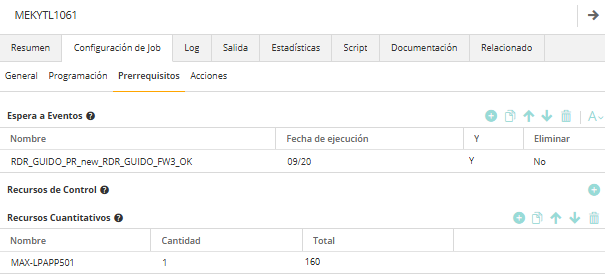 MEKYTL1061
Resumen Configuración de Job Log Salida Estadísticas Script Documentación Relacionado
General Programación Prerrequisitos Acciones
Espera a Eventos
Nombre Fecha de ejecución Y Eliminar
RDR_GUIDO_PR_new_RDR_GUIDO_FW3_OK 09/20 Y No
Recursos de Control
Recursos Cuantitativos
Nombre Cantidad Total
MAX-LPAPP501 1 160